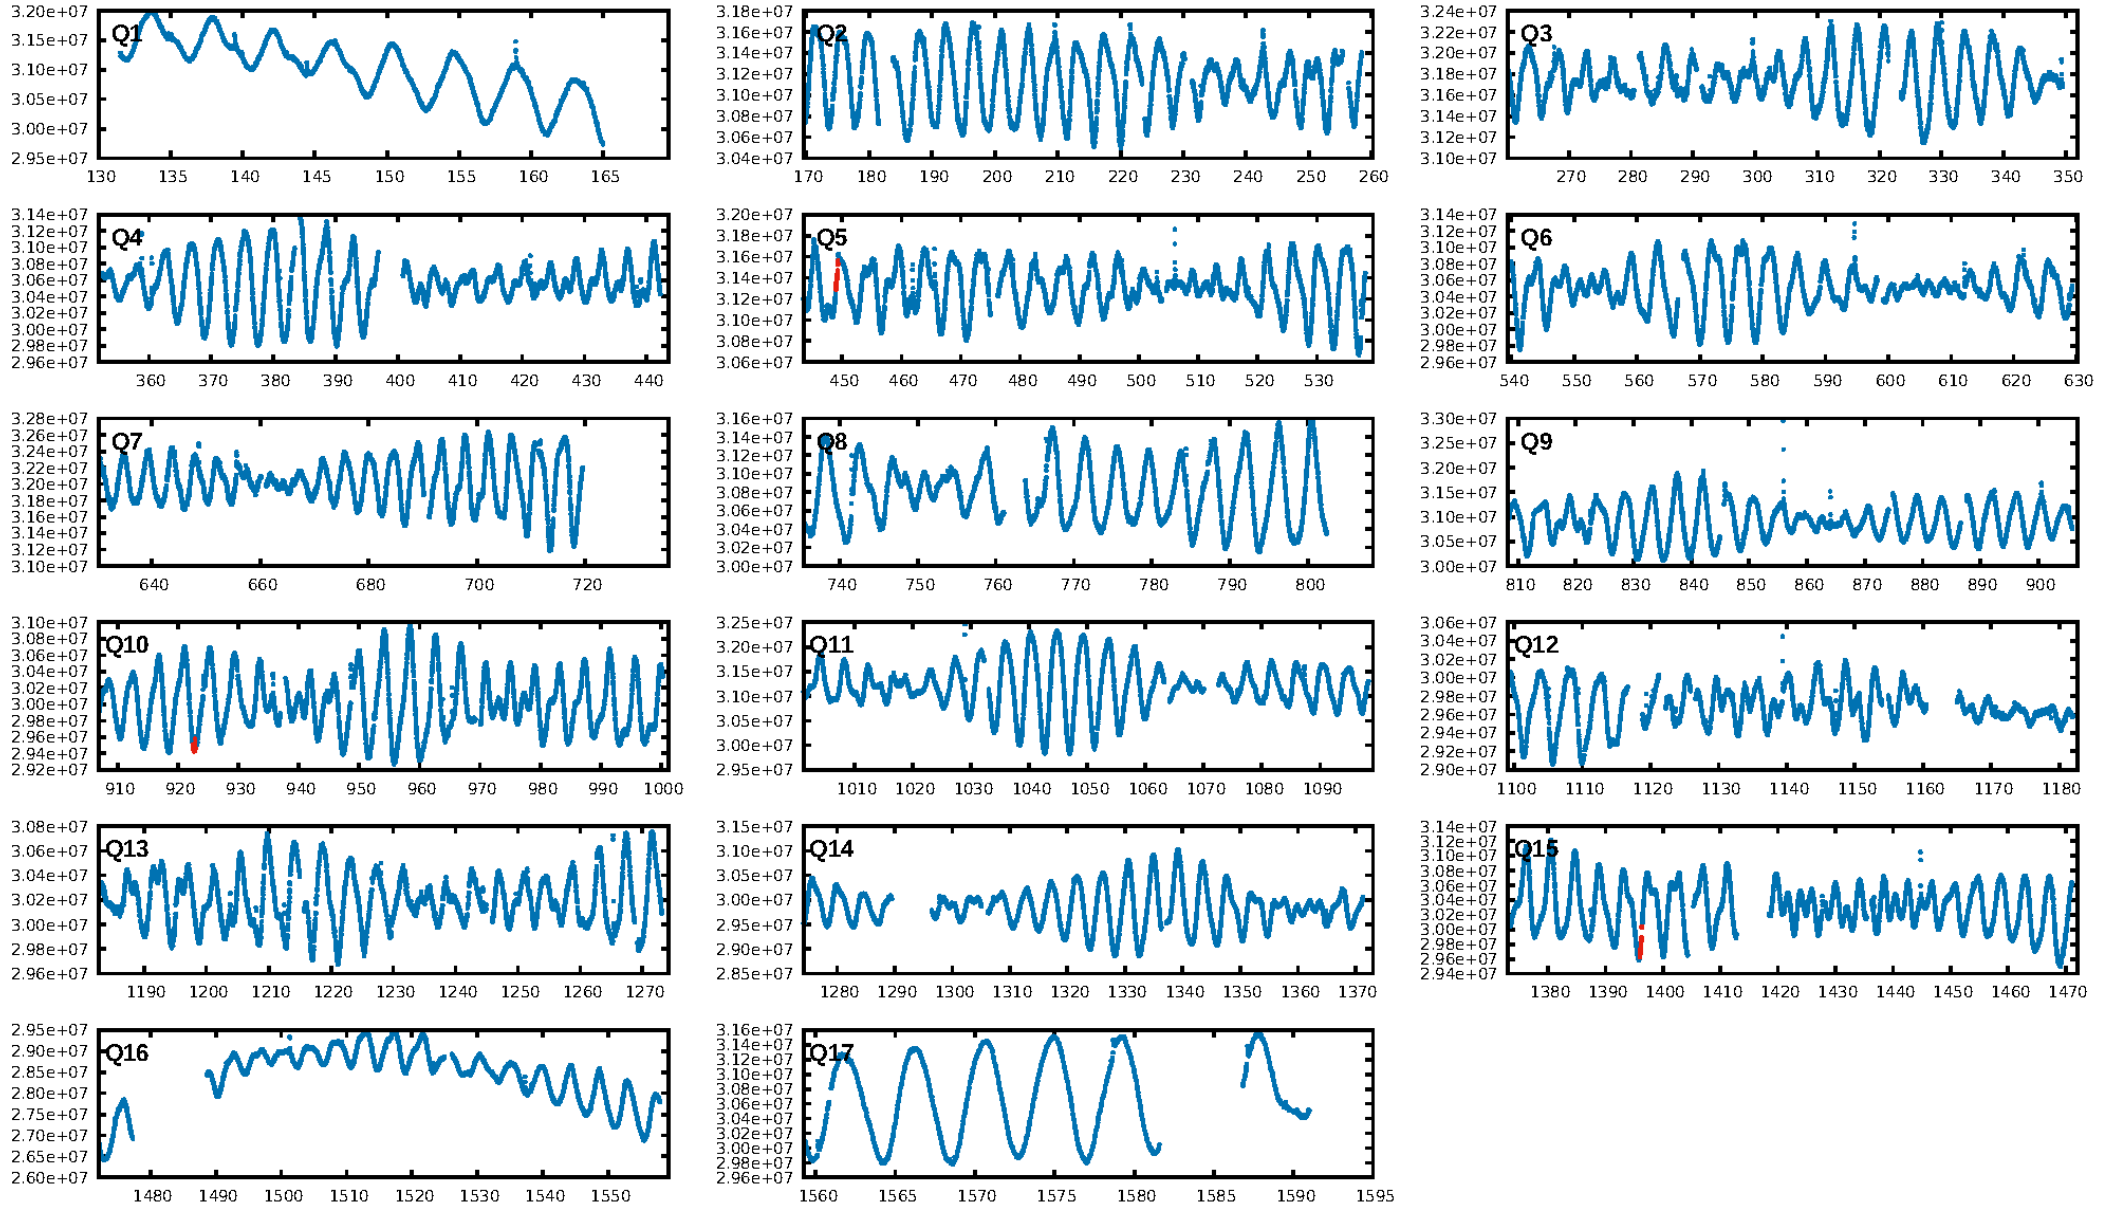 3.20e+07
3.15e+07
3.10e+07
3.05e+07
3.00e+07
2.95e+07
Q1
130 135 140 145 150 155 160 165
3.18e+07
3.16e+07
3.14e+07
3.12e+07
3.10e+07
3.08e+07
3.06e+07
3.04e+07
Q2
170 180 190 200 210 220 230 240 250 260
3.24e+07
3.22e+07
3.20e+07
3.18e+07
3.16e+07
3.14e+07
3.12e+07
3.10e+07
Q3
270 280 290 300 310 320 330 340 350
3.14e+07
3.12e+07
3.10e+07
3.08e+07
3.06e+07
3.04e+07
3.02e+07
3.00e+07
2.98e+07
2.96e+07
Q4
360 370 380 390 400 410 420 430 440
3.20e+07
3.18e+07
3.16e+07
3.14e+07
3.12e+07
3.10e+07
3.08e+07
3.06e+07
Q5
450 460 470 480 490 500 510 520 530
3.14e+07
3.12e+07
3.10e+07
3.08e+07
3.06e+07
3.04e+07
3.02e+07
3.00e+07
2.98e+07
2.96e+07
Q6
540 550 560 570 580 590 600 610 620 630
3.28e+07
3.26e+07
3.24e+07
3.22e+07
3.20e+07
3.18e+07
3.16e+07
3.14e+07
3.12e+07
3.10e+07
Q7
640 660 680 700 720
3.16e+07
3.14e+07
3.12e+07
3.10e+07
3.08e+07
3.06e+07
3.04e+07
3.02e+07
3.00e+07
Q8
740 750 760 770 780 790 800
3.30e+07
3.25e+07
3.20e+07
3.15e+07
3.10e+07
3.05e+07
3.00e+07
Q9
810 820 830 840 850 860 870 880 890 900
3.10e+07
3.08e+07
3.06e+07
3.04e+07
3.02e+07
3.00e+07
2.98e+07
2.96e+07
2.94e+07
2.92e+07
Q10
910 920 930 940 950 960 970 980 990 1000
3.25e+07
3.20e+07
3.15e+07
3.10e+07
3.05e+07
3.00e+07
2.95e+07
Q11
1010 1020 1030 1040 1050 1060 1070 1080 1090
3.06e+07
3.04e+07
3.02e+07
3.00e+07
2.98e+07
2.96e+07
2.94e+07
2.92e+07
2.90e+07
Q12
1100 1110 1120 1130 1140 1150 1160 1170 1180
3.08e+07
3.06e+07
3.04e+07
3.02e+07
3.00e+07
2.98e+07
2.96e+07
Q13
1190 1200 1210 1220 1230 1240 1250 1260 1270
3.15e+07
3.10e+07
3.05e+07
3.00e+07
2.95e+07
2.90e+07
2.85e+07
Q14
1280 1290 1300 1310 1320 1330 1340 1350 1360 1370
3.14e+07
3.12e+07
3.10e+07
3.08e+07
3.06e+07
3.04e+07
3.02e+07
3.00e+07
2.98e+07
2.96e+07
2.94e+07
Q15
1380 1390 1400 1410 1420 1430 1440 1450 1460 1470
2.95e+07
2.90e+07
2.85e+07
2.80e+07
2.75e+07
2.70e+07
2.65e+07
2.60e+07
Q16
1480 1490 1500 1510 1520 1530 1540 1550
3.16e+07
3.14e+07
3.12e+07
3.10e+07
3.08e+07
3.06e+07
3.04e+07
3.02e+07
3.00e+07
2.98e+07
2.96e+07
Q17
1560 1565 1570 1575 1580 1585 1590 1595